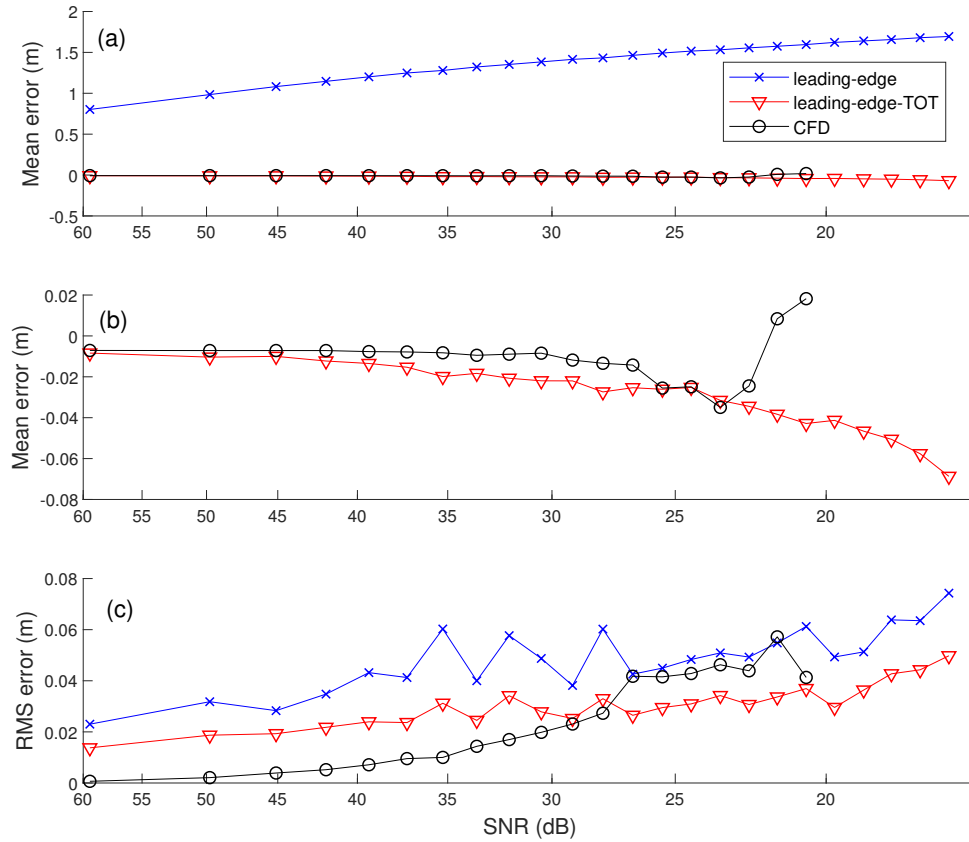 2
(a)
1.5
1
0.5
0
-0.5
Mean error (m)
leading-edge
leading-edge-TOT
CFD
60 55 50 45 40 35 30 25 20
0.02
(b)
0
-0.02
-0.04
-0.06
-0.08
Mean error (m)
60 55 50 45 40 35 30 25 20
0.08
(c)
0.06
0.04
0.02
0
RMS error (m)
60 55 50 45 40 35 30 25 20
SNR (dB)